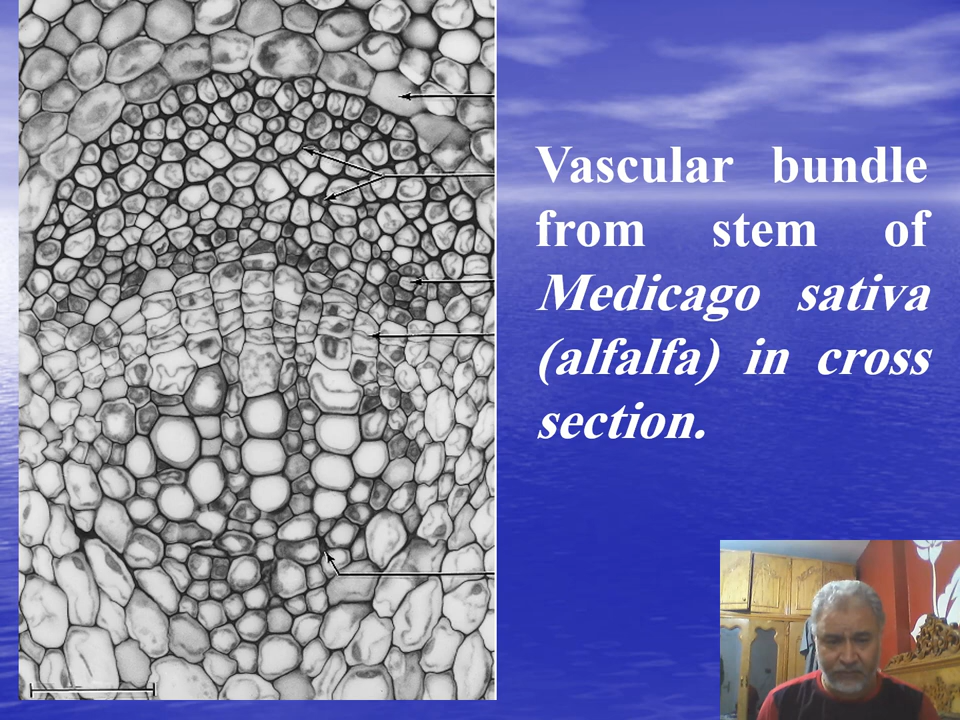 Vascular bundle
from stem of
Medicago sativa
(alfalfa) in cross
section.